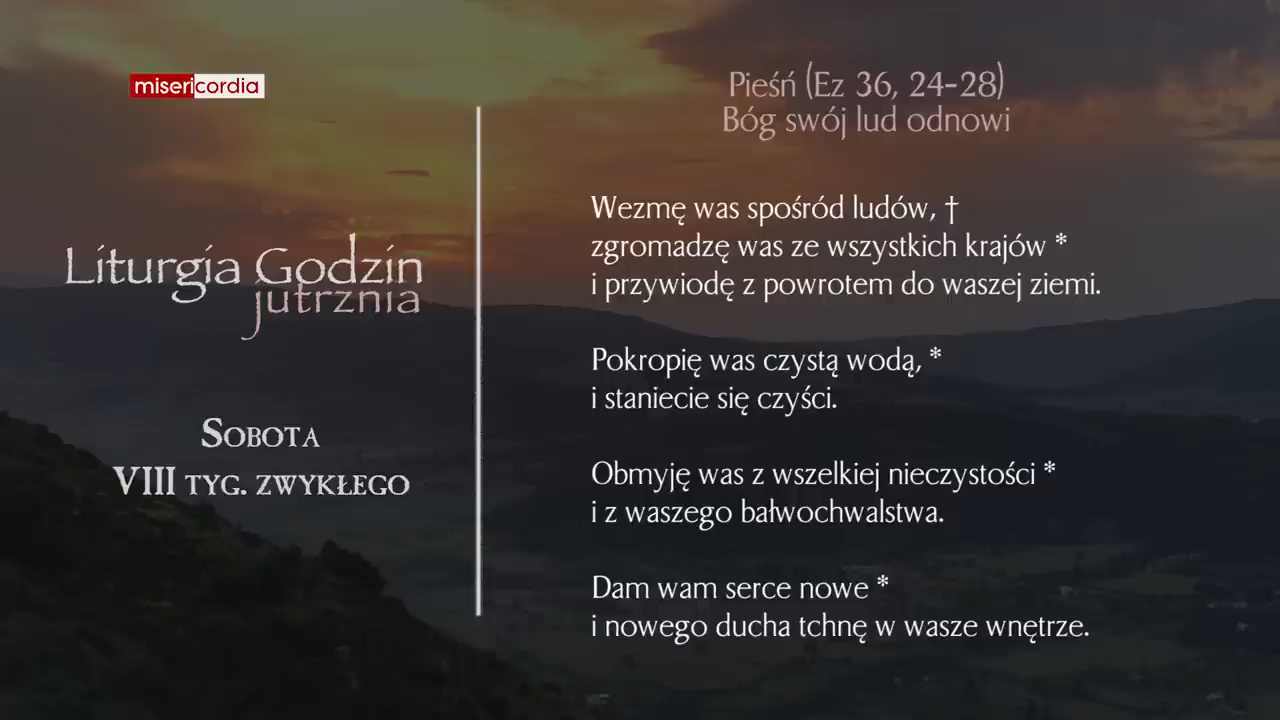 misericordia
Liturgia Godzin
jutrznia
Sobota
VIII tyg. zwykłego
Pieśń (Ez 36, 24-28)
Bóg swój lud odnowi
Wezmę was spośród ludów, †
zgromadzę was ze wszystkich krajów *
i przywiodę z powrotem do waszej ziemi.
Pokropię was czystą wodą, *
i staniecie się czyści.
Obmyję was z wszelkiej nieczystości *
i z waszego bałwochwalstwa.
Dam wam serce nowe *
i nowego ducha tchnę w wasze wnętrze.